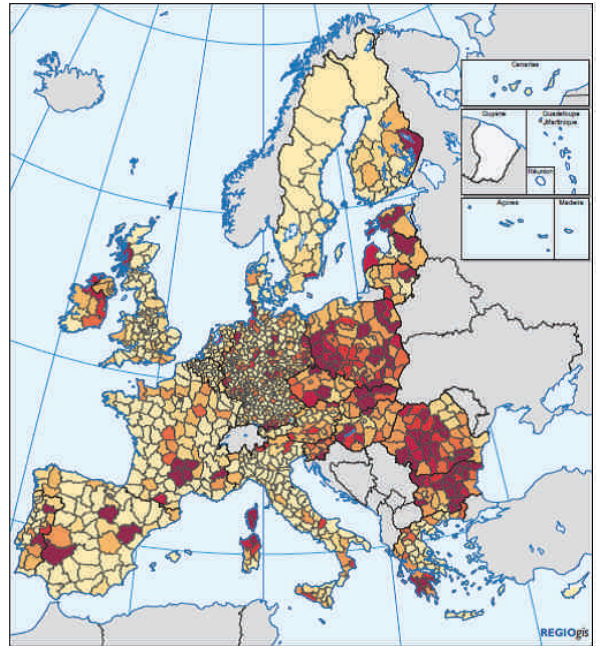 Canarias
Guyane
Guadeloupe
Martinique
Réunion
Açores
Madeira
REGIOgis